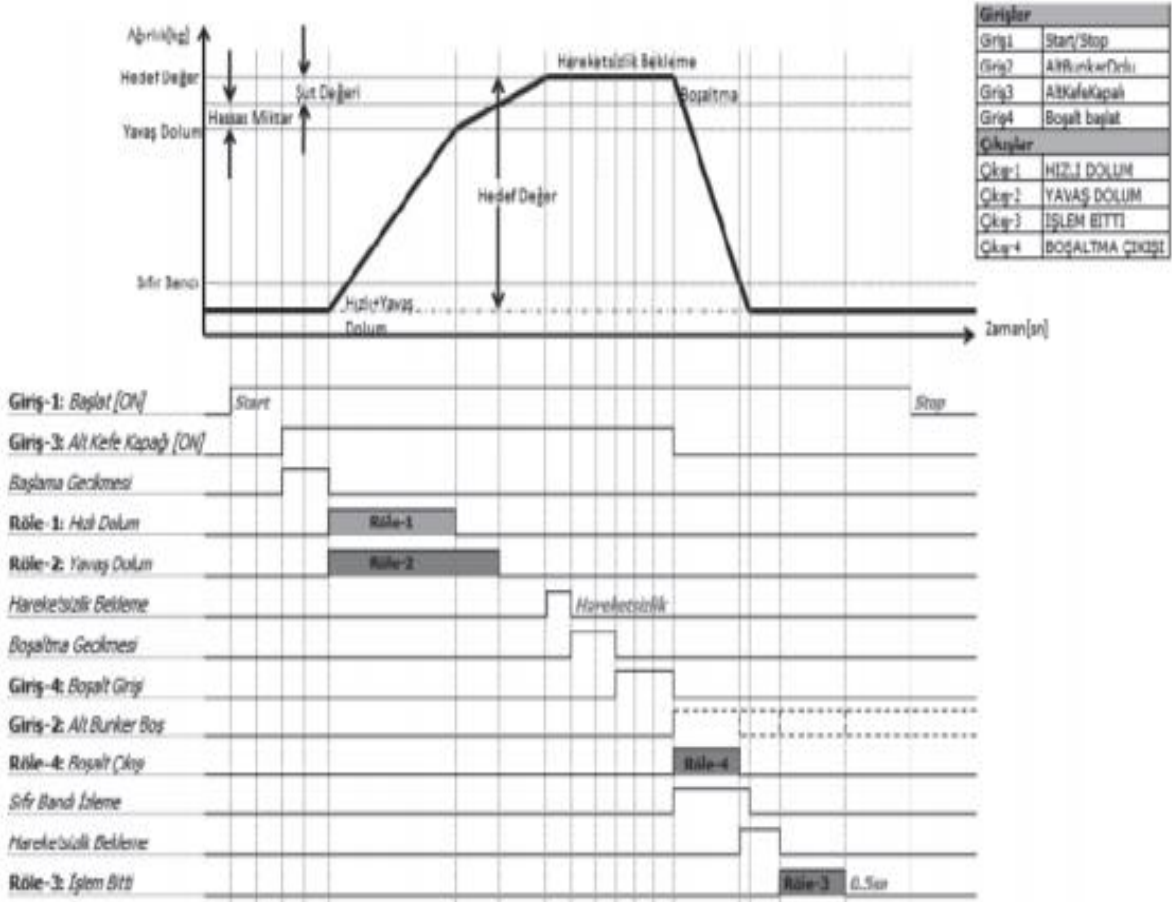 Ağırlık[kg]
Hedef Değer
Hareketsizlik Bekleme
Şut Değeri
Boşaltma
Hassas Miktar
Yavaş Dolum
Hedef Değer
Sıfır Bandı
Hızlı+Yavaş
Dolum
Zaman[sn]
Girişler
Giriş1 Start/Stop
Giriş2 AltBunkerDolu
Giriş3 AltKefeKapalı
Giriş4 Boşalt başlat
Çıkışlar
Çıkış-1 HIZLI DOLUM
Çıkış-2 YAVAŞ DOLUM
Çıkış-3 İŞLEM BİTTİ
Çıkış-4 BOŞALTMA ÇIKIŞI
Giriş-1: Başlat [ON] Start Stop
Giriş-3: Alt Kefe Kapağı [ON]
Başlama Gecikmesi
Röle-1: Hızlı Dolum Röle-1
Röle-2: Yavaş Dolum Röle-2
Hareketsizlik Bekleme Hareketsizlik
Boşaltma Gecikmesi
Giriş-4: Boşalt Girişi
Giriş-2: Alt Bunker Boş
Röle-4: Boşalt Çıkışı Röle-4
Sıfır Bandı İzleme
Hareketsizlik Bekleme
Röle-3: İşlem Bitti Röle-3 0.5sn